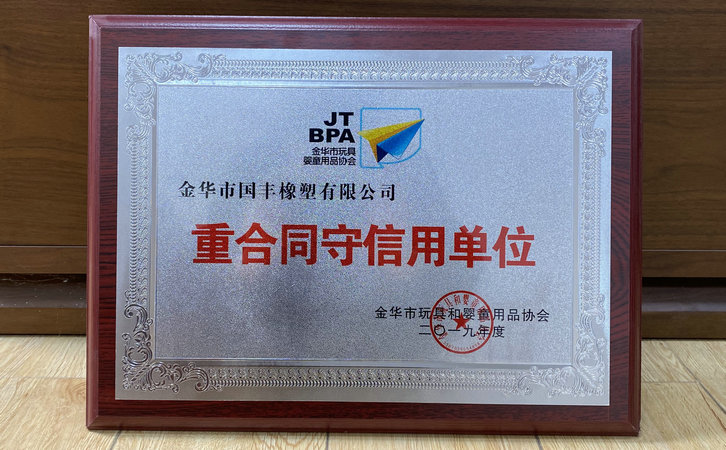 JT
BPA
金华市玩具
婴童用品协会
金华市国丰橡塑有限公司
重合同守信用单位
金华市玩具和婴童用品协会
二〇一九年度